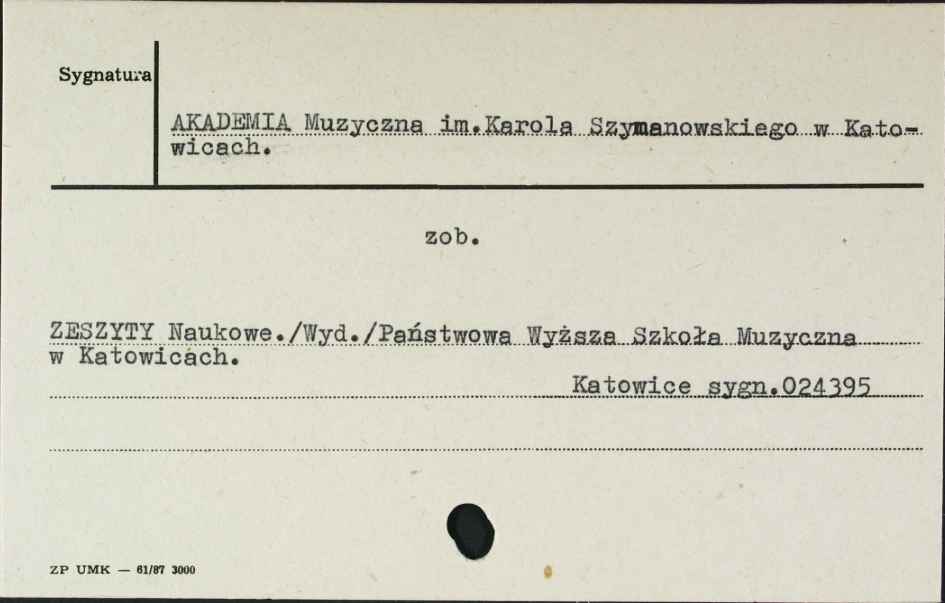 Sygnatura
AKADEMIA Muzyczna im.Karola Szymanowskiego w Kato-
wicach.
zob.
ZESZYTY Naukowe./Wyd./Państwowa Wyższa Szkoła Muzyczna
w Katowicach.
Katowice sygn.024395
ZP UMK — 61/87 3000